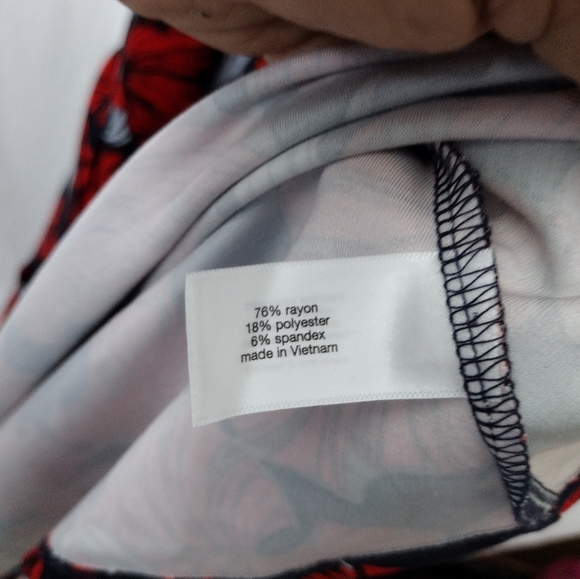 76% rayon
18% polyester
6% spandex
made in Vietnam